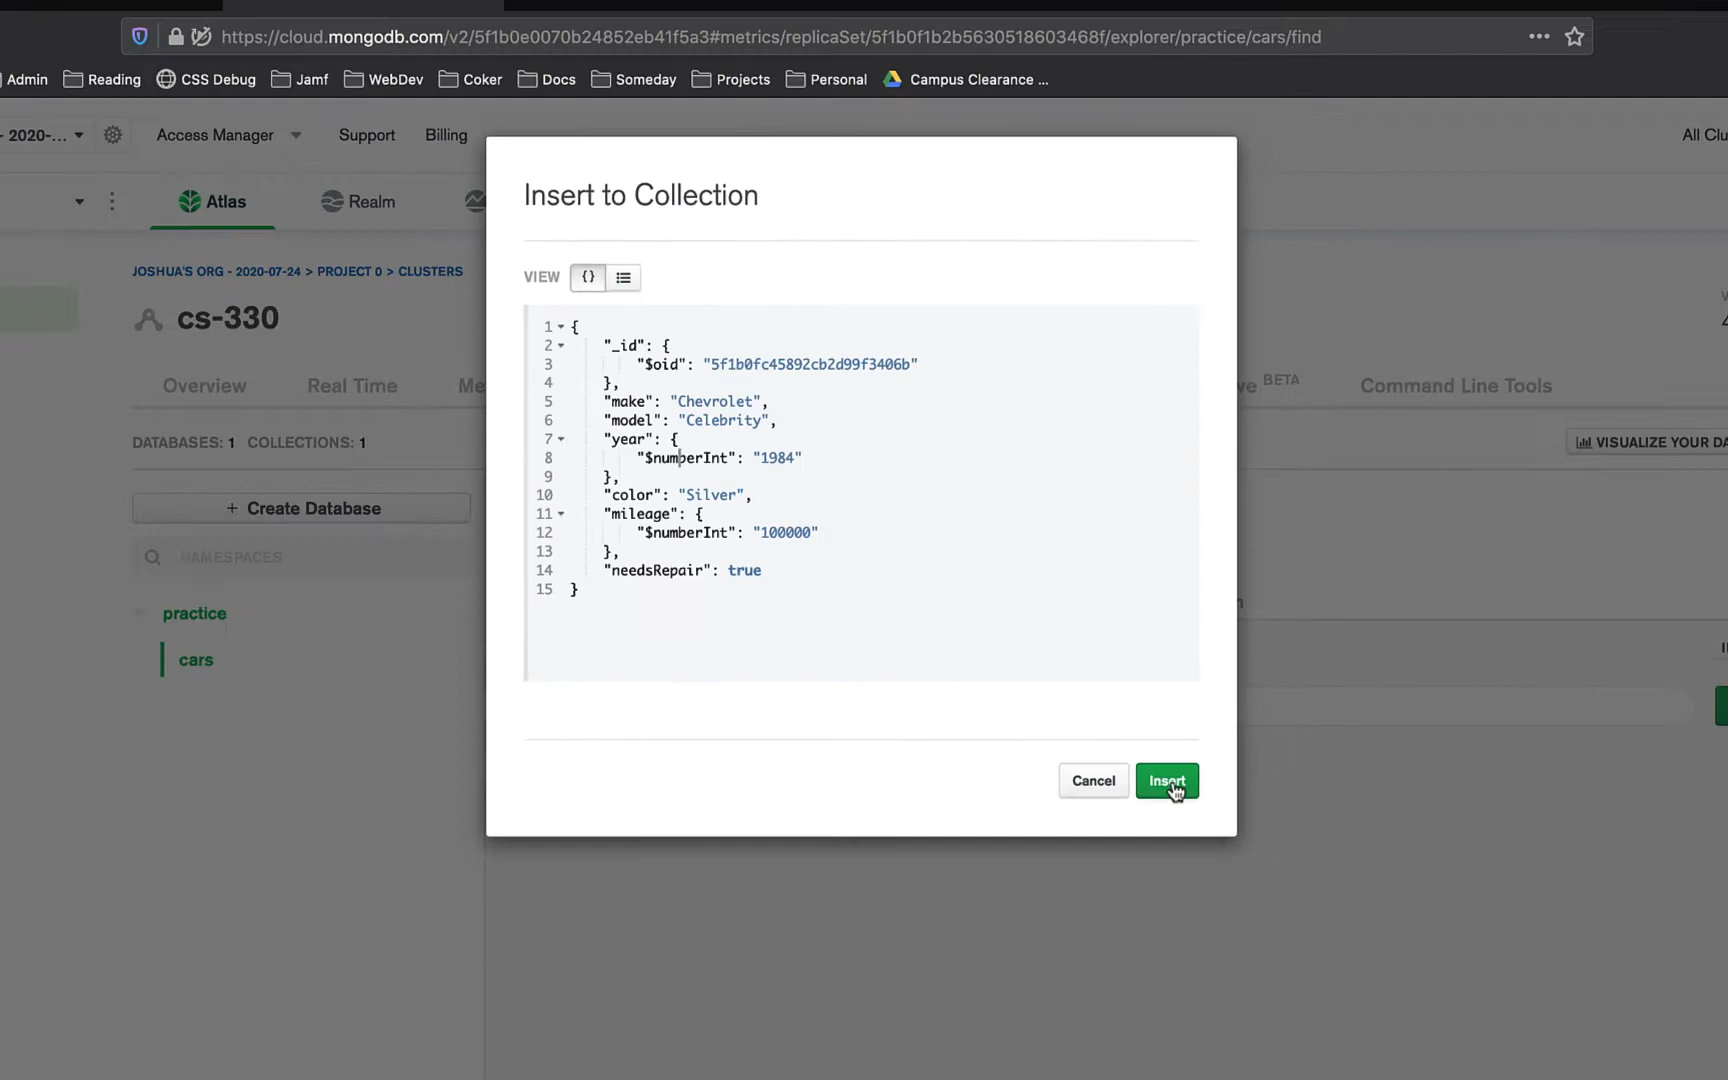 https://cloud.mongodb.com/v2/5f1b0e0070b24852eb41f5a3#metrics/replicaSet/5f1b0f1b2b5630518603468f/explorer/practice/cars/find
Admin Reading CSS Debug Jamf WebDev Coker Docs Someday Projects Personal Campus Clearance ...
- 2020-... Access Manager Support Billing All Clu
Atlas Realm
JOSHUA'S ORG - 2020-07-24 > PROJECT 0 > CLUSTERS
cs-330
Overview Real Time Me ve BETA Command Line Tools
DATABASES: 1 COLLECTIONS: 1 VISUALIZE YOUR DA
+ Create Database
NAMESPACES
practice
cars
Insert to Collection
VIEW {}
1 {
2 "_id": {
3 "$oid": "5f1b0fc45892cb2d99f3406b"
4 },
5 "make": "Chevrolet",
6 "model": "Celebrity",
7 "year": {
8 "$numberInt": "1984"
9 },
10 "color": "Silver",
11 "mileage": {
12 "$numberInt": "100000"
13 },
14 "needsRepair": true
15 }
Cancel Insert